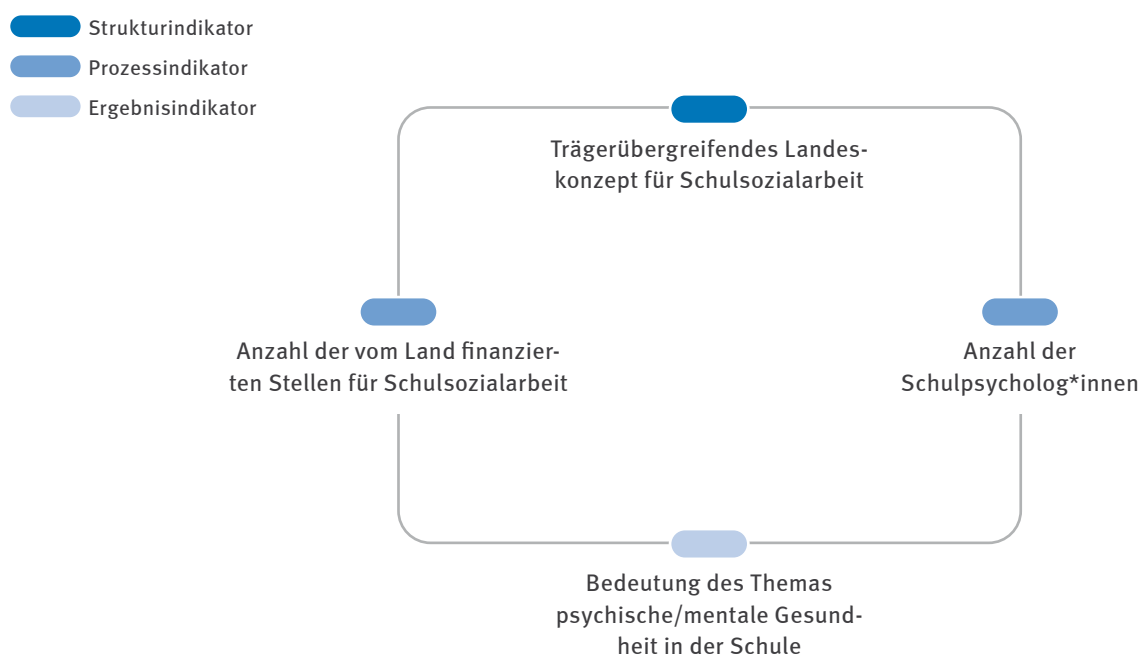 Strukturindikator
Prozessindikator
Ergebnisindikator
Trägerübergreifendes Landes-
konzept für Schulsozialarbeit
Anzahl der vom Land finanzier-
ten Stellen für Schulsozialarbeit
Anzahl der
Schulpsycholog*innen
Bedeutung des Themas
psychische/mentale Gesund-
heit in der Schule